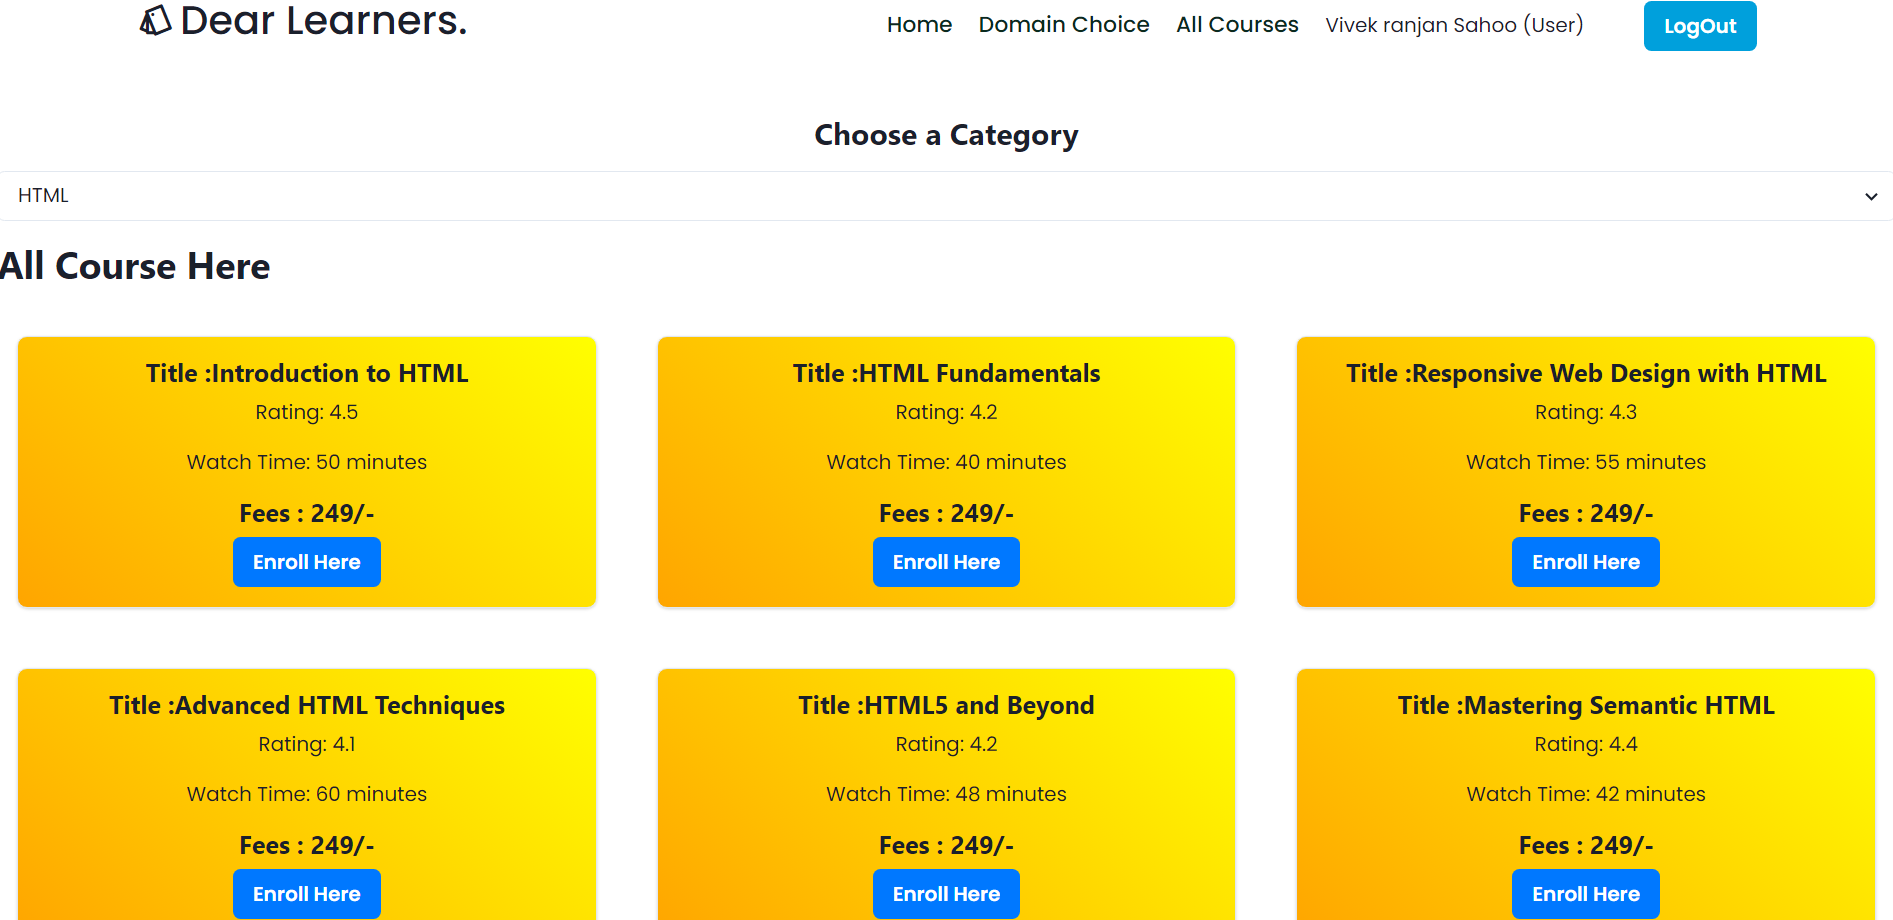 Dear Learners.
Home Domain Choice All Courses Vivek ranjan Sahoo (User) LogOut
Choose a Category
HTML
All Course Here
Title :Introduction to HTML
Rating: 4.5
Watch Time: 50 minutes
Fees : 249/-
Enroll Here
Title :HTML Fundamentals
Rating: 4.2
Watch Time: 40 minutes
Fees : 249/-
Enroll Here
Title :Responsive Web Design with HTML
Rating: 4.3
Watch Time: 55 minutes
Fees : 249/-
Enroll Here
Title :Advanced HTML Techniques
Rating: 4.1
Watch Time: 60 minutes
Fees : 249/-
Enroll Here
Title :HTML5 and Beyond
Rating: 4.2
Watch Time: 48 minutes
Fees : 249/-
Enroll Here
Title :Mastering Semantic HTML
Rating: 4.4
Watch Time: 42 minutes
Fees : 249/-
Enroll Here